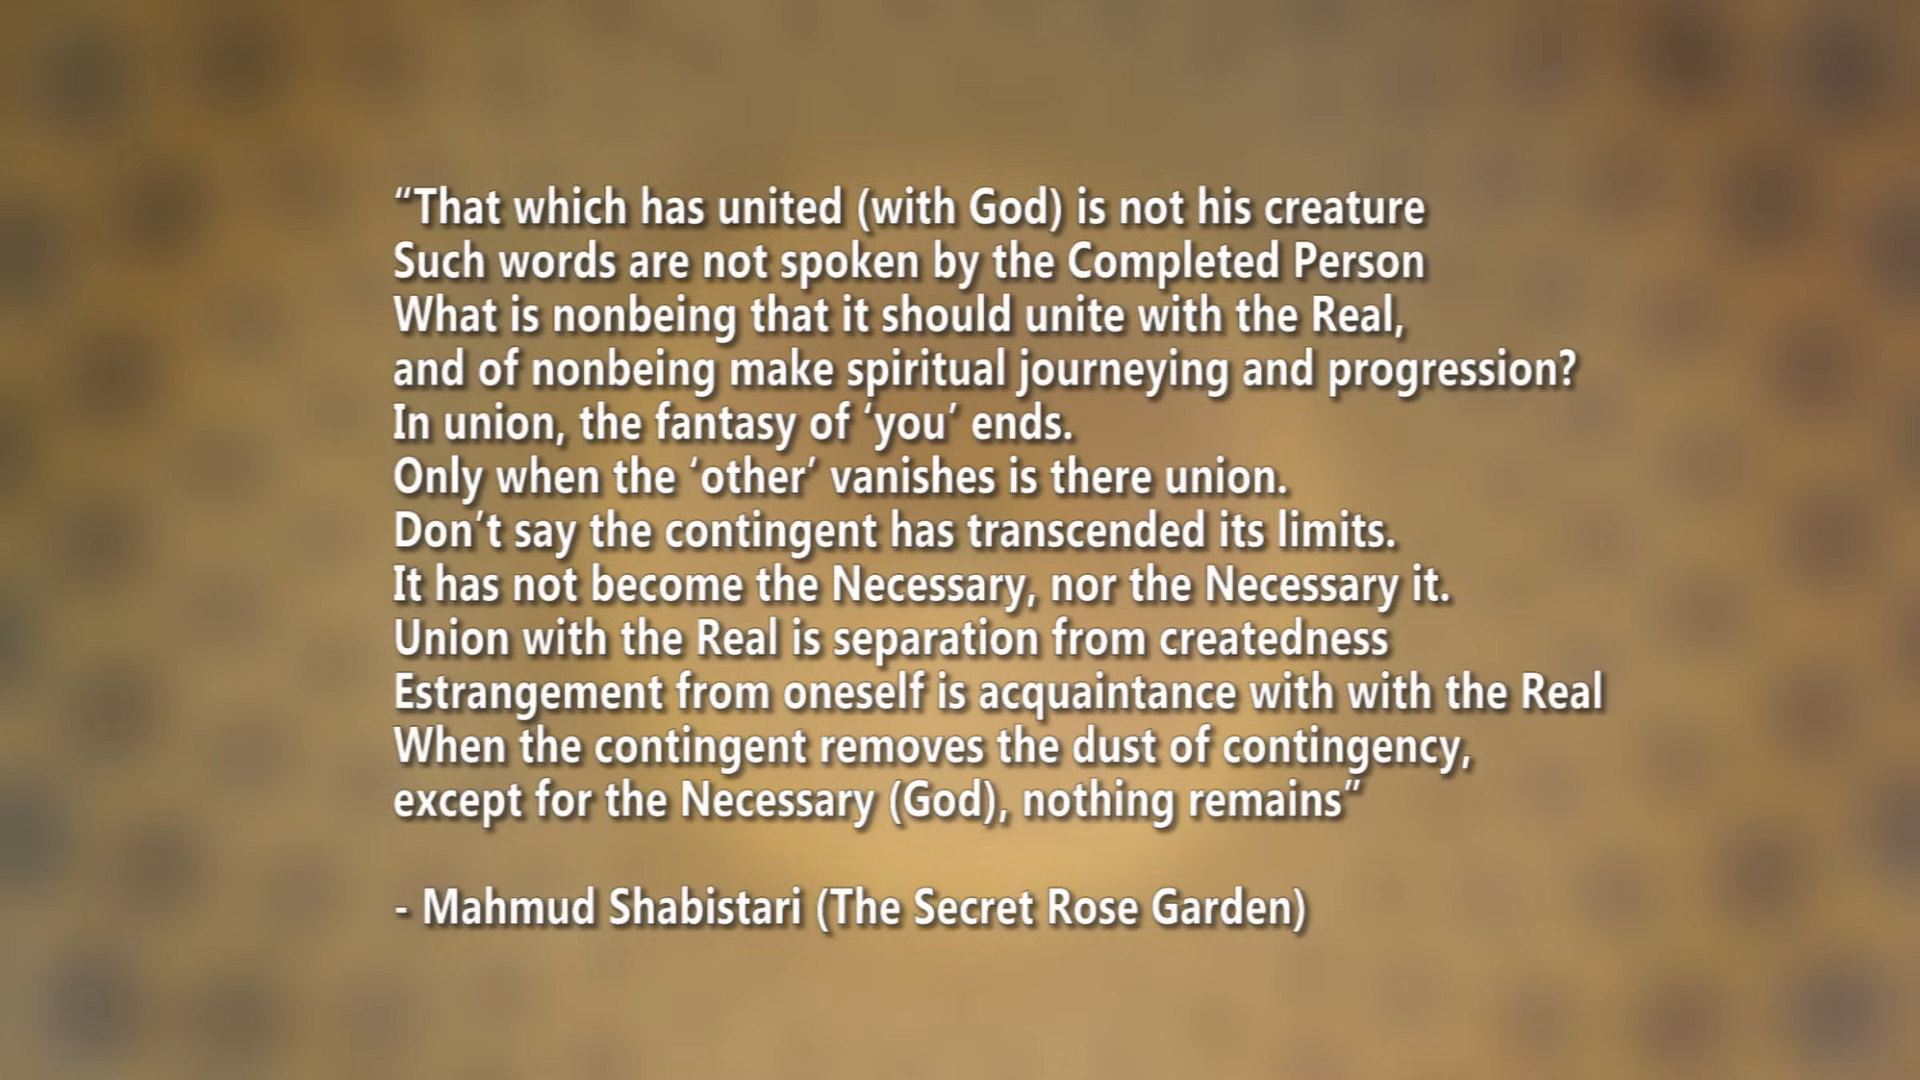 “That which has united (with God) is not his creature
Such words are not spoken by the Completed Person
What is nonbeing that it should unite with the Real,
and of nonbeing make spiritual journeying and progression?
In union, the fantasy of ‘you’ ends.
Only when the ‘other’ vanishes is there union.
Don’t say the contingent has transcended its limits.
It has not become the Necessary, nor the Necessary it.
Union with the Real is separation from createdness
Estrangement from oneself is acquaintance with with the Real
When the contingent removes the dust of contingency,
except for the Necessary (God), nothing remains”
- Mahmud Shabistari (The Secret Rose Garden)